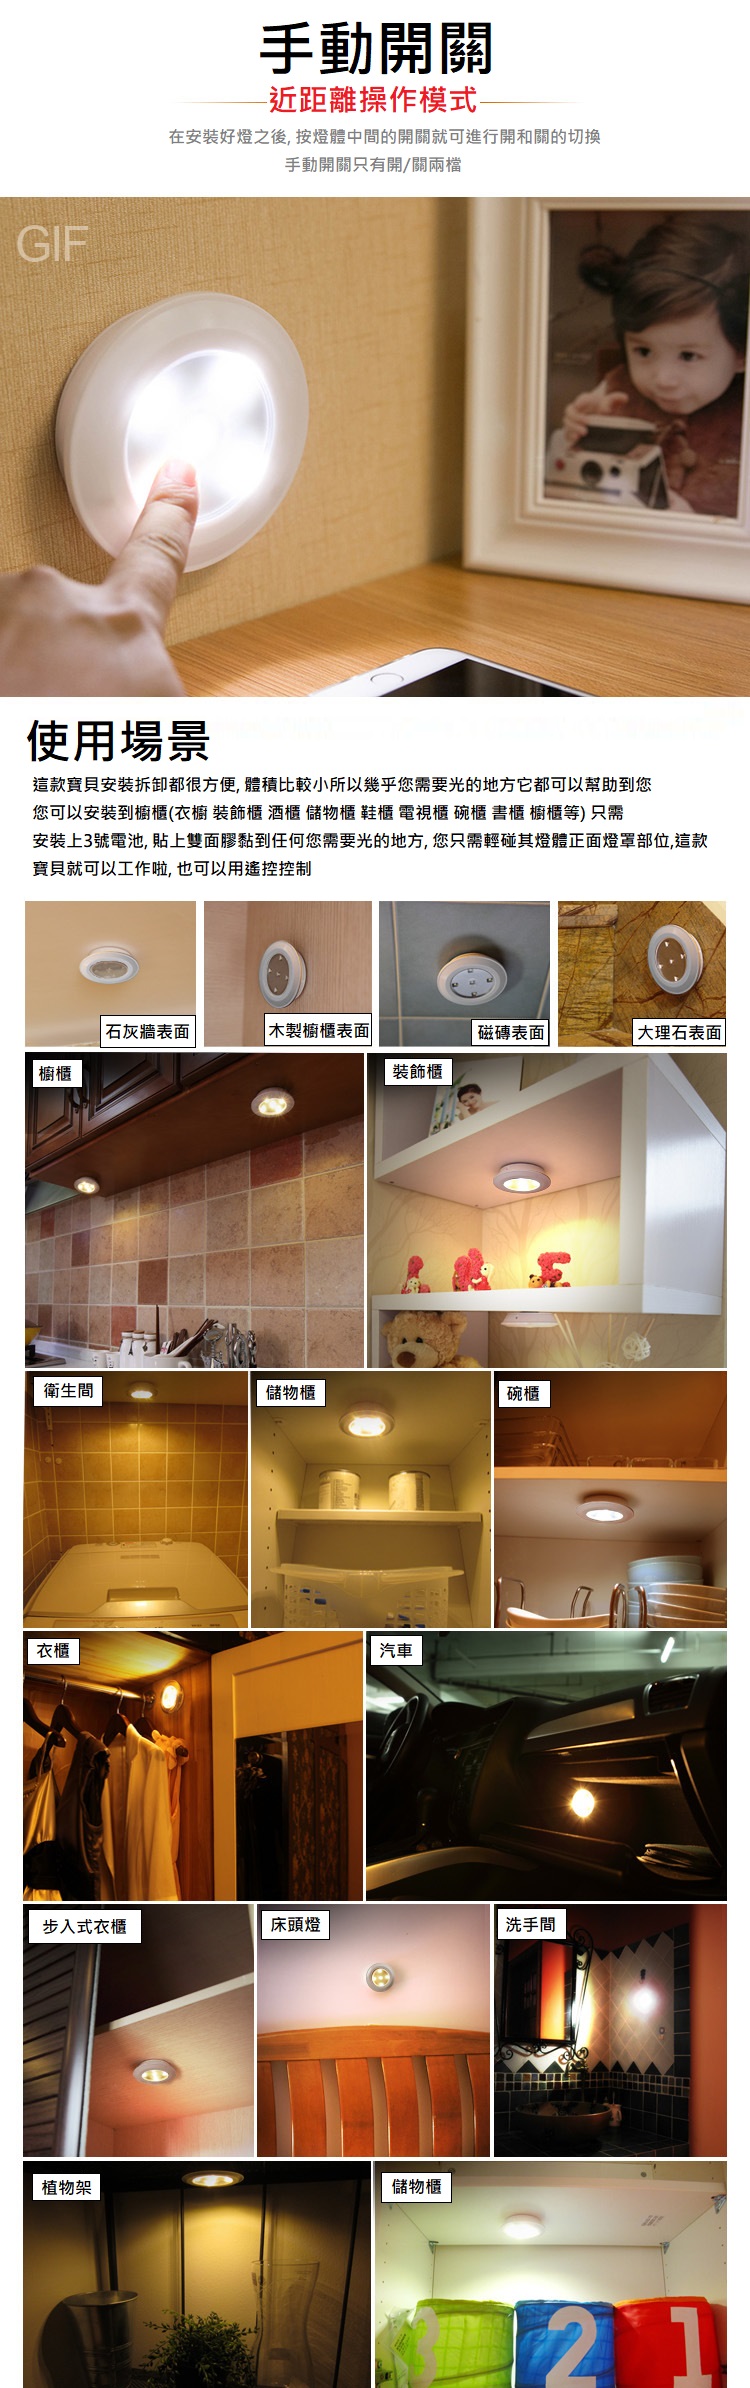 手動開關
近距離操作模式
在安裝好燈之後, 按燈體中間的開關就可進行開和關的切換
手動開關只有開/關兩檔
GIF
使用場景
這款寶貝安裝拆卸都很方便, 體積比較小所以幾乎您需要光的地方它都可以幫助到您
您可以安裝到櫥櫃(衣櫥 裝飾櫃 酒櫃 儲物櫃 鞋櫃 電視櫃 碗櫃 書櫃 櫥櫃等) 只需
安裝上3號電池, 貼上雙面膠黏到任何您需要光的地方, 您只需輕碰其燈體正面燈罩部位,這款
寶貝就可以工作啦, 也可以用遙控控制
石灰牆表面
木製櫥櫃表面
磁磚表面
大理石表面
櫥櫃
裝飾櫃
衛生間
儲物櫃
碗櫃
衣櫃
汽車
步入式衣櫃
床頭燈
洗手間
植物架
儲物櫃
3
2
1